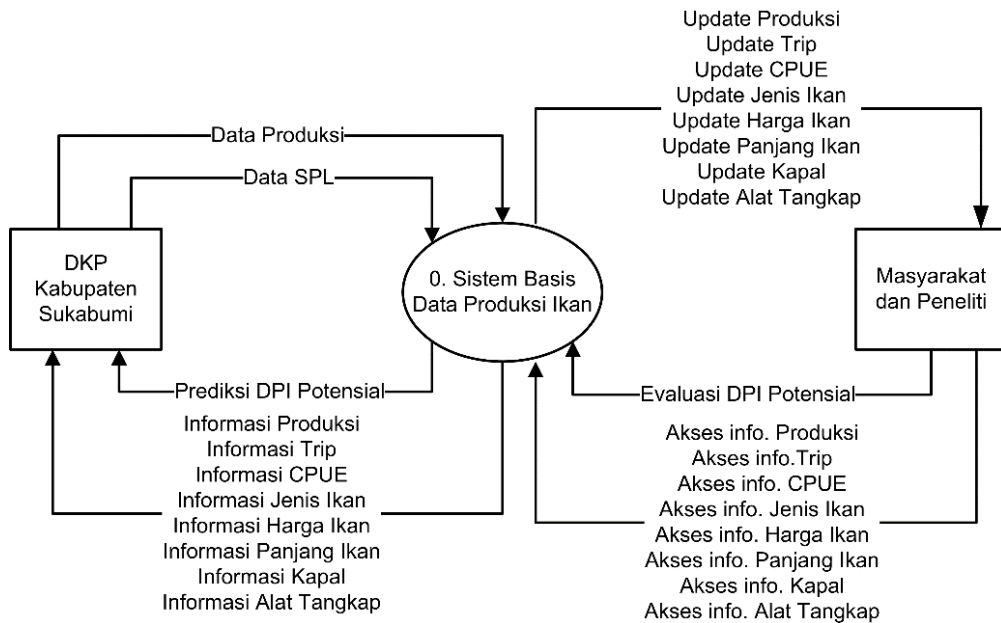 Update Produksi
Update Trip
Update CPUE
Update Jenis Ikan
Update Harga Ikan
Update Panjang Ikan
Update Kapal
Update Alat Tangkap
Data Produksi
Data SPL
DKP
Kabupaten
Sukabumi
0. Sistem Basis
Data Produksi Ikan
Masyarakat
dan Peneliti
Prediksi DPI Potensial
Informasi Produksi
Informasi Trip
Informasi CPUE
Informasi Jenis Ikan
Informasi Harga Ikan
Informasi Panjang Ikan
Informasi Kapal
Informasi Alat Tangkap
Evaluasi DPI Potensial
Akses info. Produksi
Akses info.Trip
Akses info. CPUE
Akses info. Jenis Ikan
Akses info. Harga Ikan
Akses info. Panjang Ikan
Akses info. Kapal
Akses info. Alat Tangkap